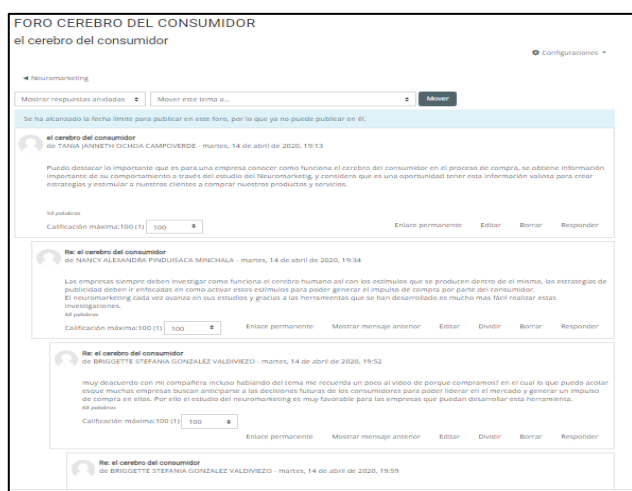 FORO CEREBRO DEL CONSUMIDOR
el cerebro del consumidor
Configuraciones
◄ Neuromarketing
Mostrar respuestas anidadas
Mover este tema a...
Mover
Se ha alcanzado la fecha límite para publicar en este foro, por lo que ya no puede publicar en él.
el cerebro del consumidor
de TANIA JANNETH OCHOA CAMPOVERDE - martes, 14 de abril de 2020, 19:13
Puedo destacar lo importante que es para una empresa conocer como funciona el cerebro del consumidor en el proceso de compra, se obtiene información
importante de su comportamiento a través del estudio del Neuromarketig, y considero que es una oportunidad tener esta información valiosa para crear
estrategias y estimular a nuestros clientes a comprar nuestros productos y servicios.
58 palabras
Calificación máxima:100 (1) 100
Enlace permanente Editar Borrar Responder
Re: el cerebro del consumidor
de NANCY ALEXANDRA PINDUISACA MINCHALA - martes, 14 de abril de 2020, 19:34
Las empresas siempre deben investigar como funciona el cerebro humano asi con los estímulos que se producen dentro de el mismo, las estrategias de
publicidad deben ir enfocadas en como activar estos estímulos para poder generar el impulso de compra por parte del consumidor.
El neuromarketing cada vez avanza en sus estudios y gracias a las herramientas que se han desarrollado es mucho mas fácil realizar estas
investigaciones.
68 palabras
Calificación máxima:100 (1) 100
Enlace permanente Mostrar mensaje anterior Editar Dividir Borrar Responder
Re: el cerebro del consumidor
de BRIGGETTE STEFANIA GONZALEZ VALDIVIEZO - martes, 14 de abril de 2020, 19:52
muy deacuerdo con mi compañera incluso hablando del tema me recuerda un poco al video de porque compramos? en el cual lo que puedo acotar
esque muchas empresas buscan anticiparse a las decisiones futuras de los consumidores para poder liderar en el mercado y generar un impulso
de compra en ellos. Por ello el estudio del neuromarketing es muy favorable para las empresas que puedan desarrollar esta herramienta.
68 palabras
Calificación máxima:100 (1) 100
Enlace permanente Mostrar mensaje anterior Editar Dividir Borrar Responder
Re: el cerebro del consumidor
de BRIGGETTE STEFANIA GONZALEZ VALDIVIEZO - martes, 14 de abril de 2020, 19:59